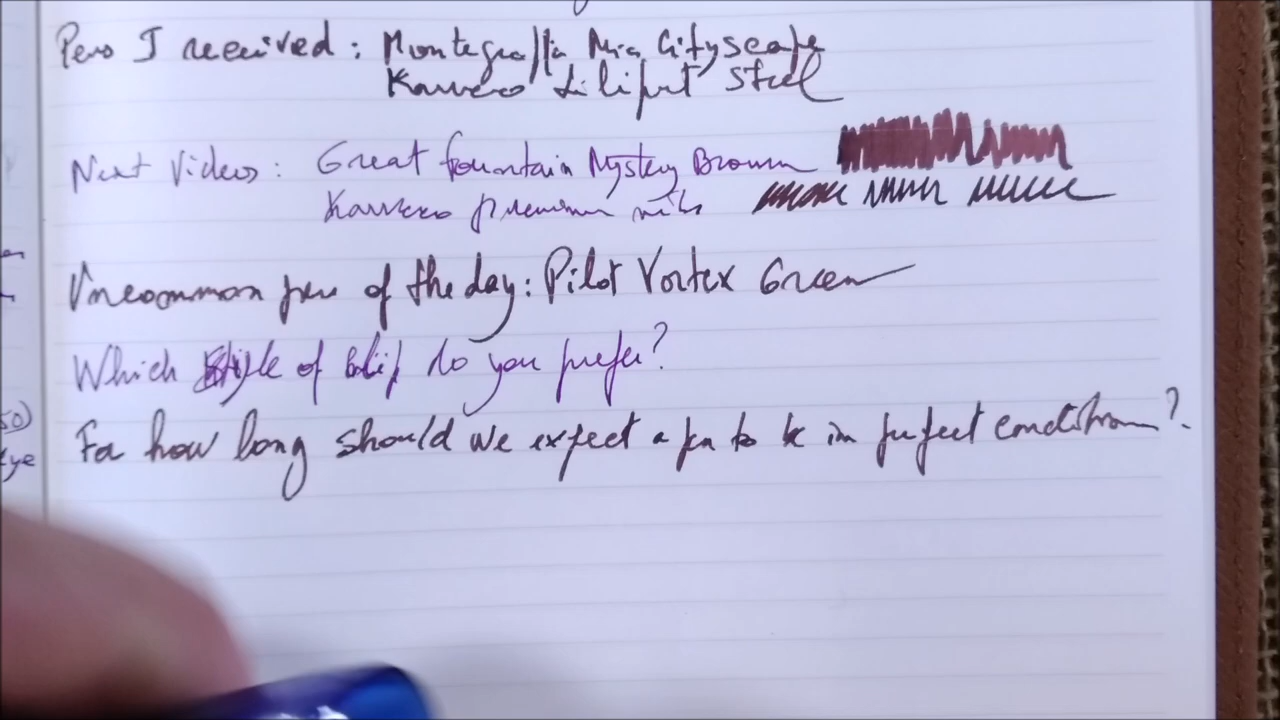 Pens I received: Montegrappa Mia Cityscape
Kaweco Liliput Steel
Next Videos: Great fountain Mystery Brown
Kaweco premium nibs
Uncommon pen of the day: Pilot Vortex Green
Which style of clip do you prefer?
For how long should we expect a pen to be in perfect condition?
50)